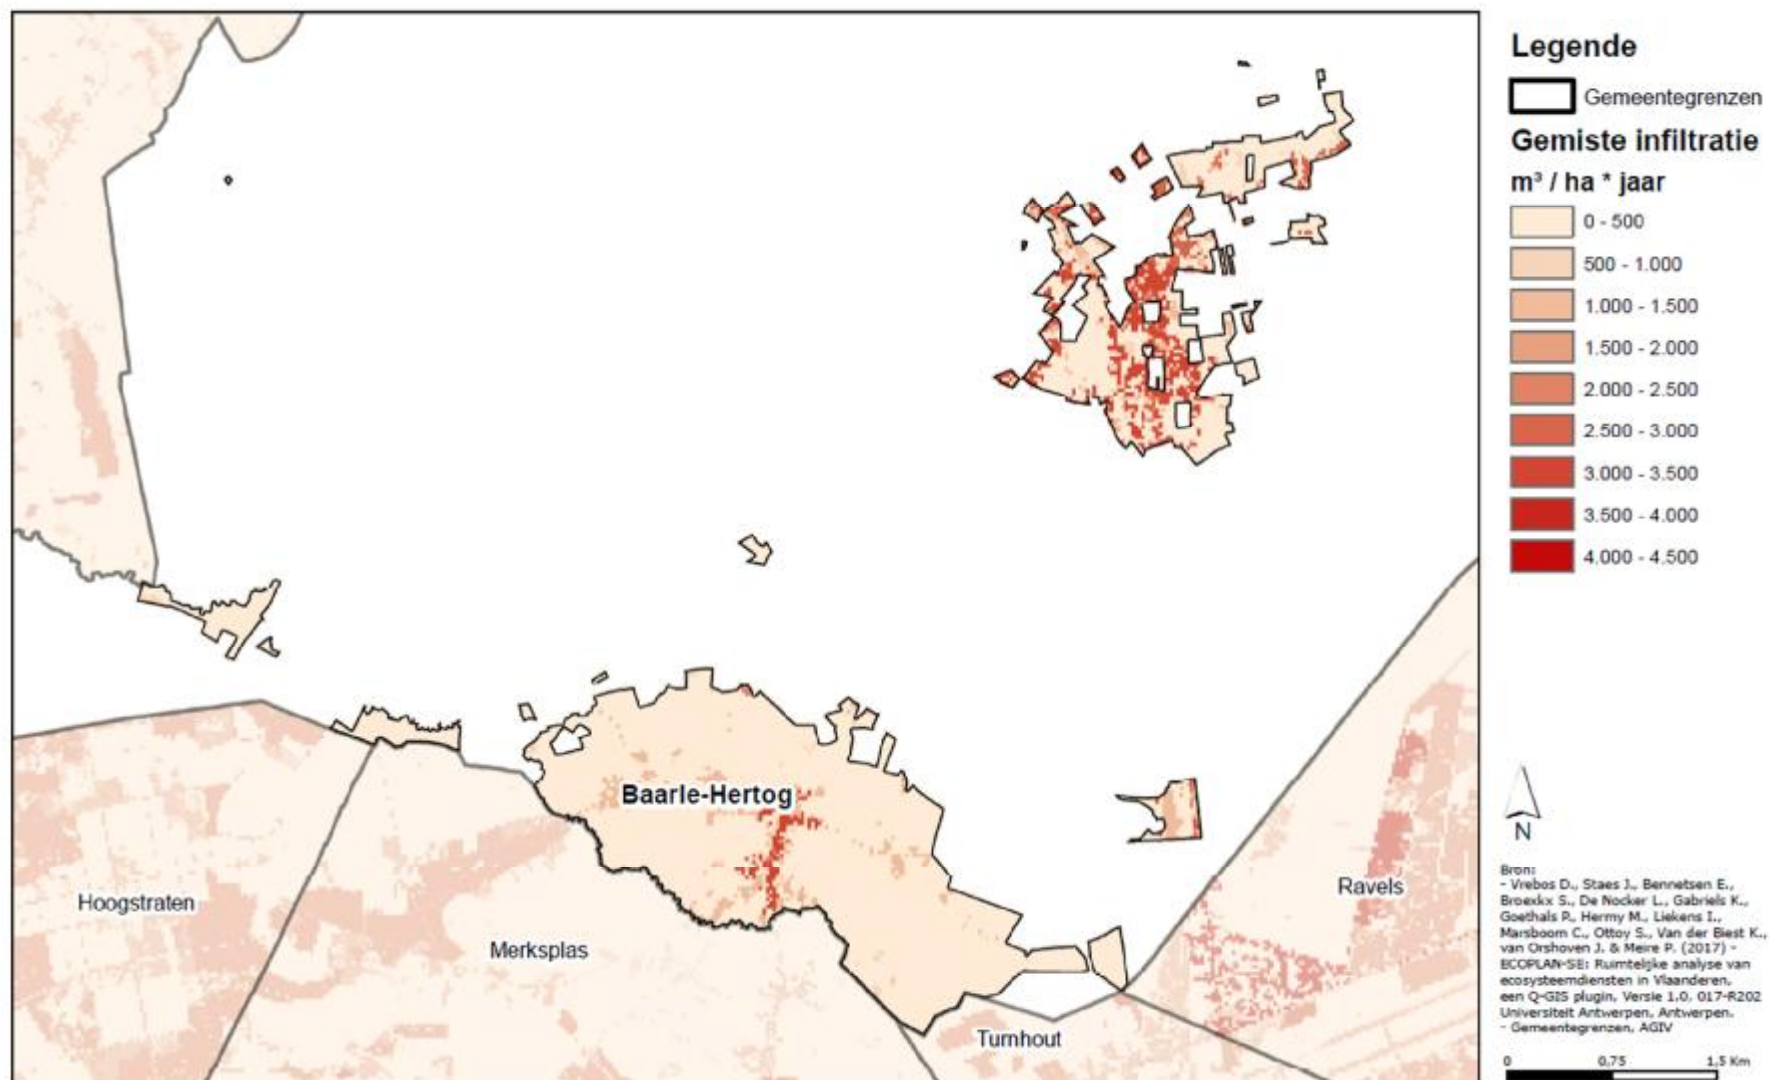 Legende
Gemeentegrenzen
Gemiste infiltratie
m³ / ha * jaar
0 - 500
500 - 1.000
1.000 - 1.500
1.500 - 2.000
2.000 - 2.500
2.500 - 3.000
3.000 - 3.500
3.500 - 4.000
4.000 - 4.500
Baarle-Hertog
Hoogstraten
Merksplas
Ravels
Turnhout
N
Bron:
- Vrebos D., Staes J., Bennetsen E.,
Broexkx S., De Nocker L., Gabriels K.,
Goethals P., Hermy M., Liekens I.,
Marsboom C., Ottoy S., Van der Biest K.,
van Orshoven J. & Meire P. (2017) -
ECOPLAN-SE: Ruimtelijke analyse van
ecosysteemdiensten in Vlaanderen,
een Q-GIS plugin, Versie 1.0, 017-R202
Universiteit Antwerpen, Antwerpen.
- Gemeentegrenzen, AGIV
0 0,75 1,5 Km